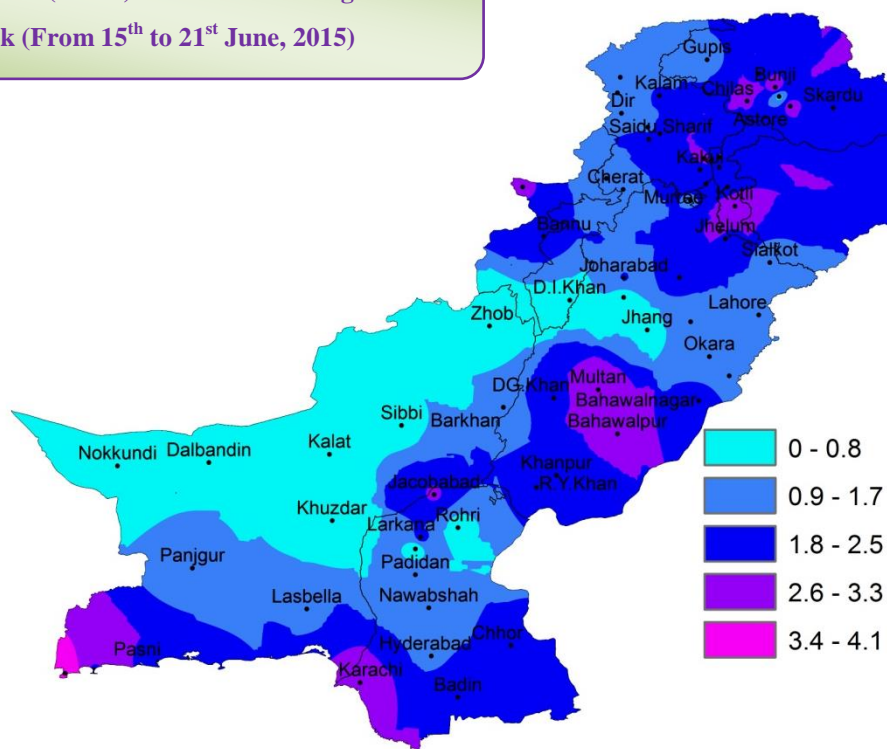 k (From 15th to 21st June, 2015)
Gupis
Bunji
Kalam
Chilas
Skardu
Dir
Astore
Saidu Sharif
Kakul
Cherat
Murree
Kotli
Bannu
Jhelum
Sialkot
Joharabad
D.I.Khan
Lahore
Zhob
Jhang
Okara
DG.Khan
Multan
Bahawalnagar
Sibbi
Barkhan
Bahawalpur
Kalat
Nokkundi
Dalbandin
Khanpur
R.Y.Khan
Jacobabad
Khuzdar
Larkana
Rohri
Panjgur
Padidan
Lasbella
Nawabshah
Chhor
Pasni
Hyderabad
Karachi
Badin
0 - 0.8
0.9 - 1.7
1.8 - 2.5
2.6 - 3.3
3.4 - 4.1